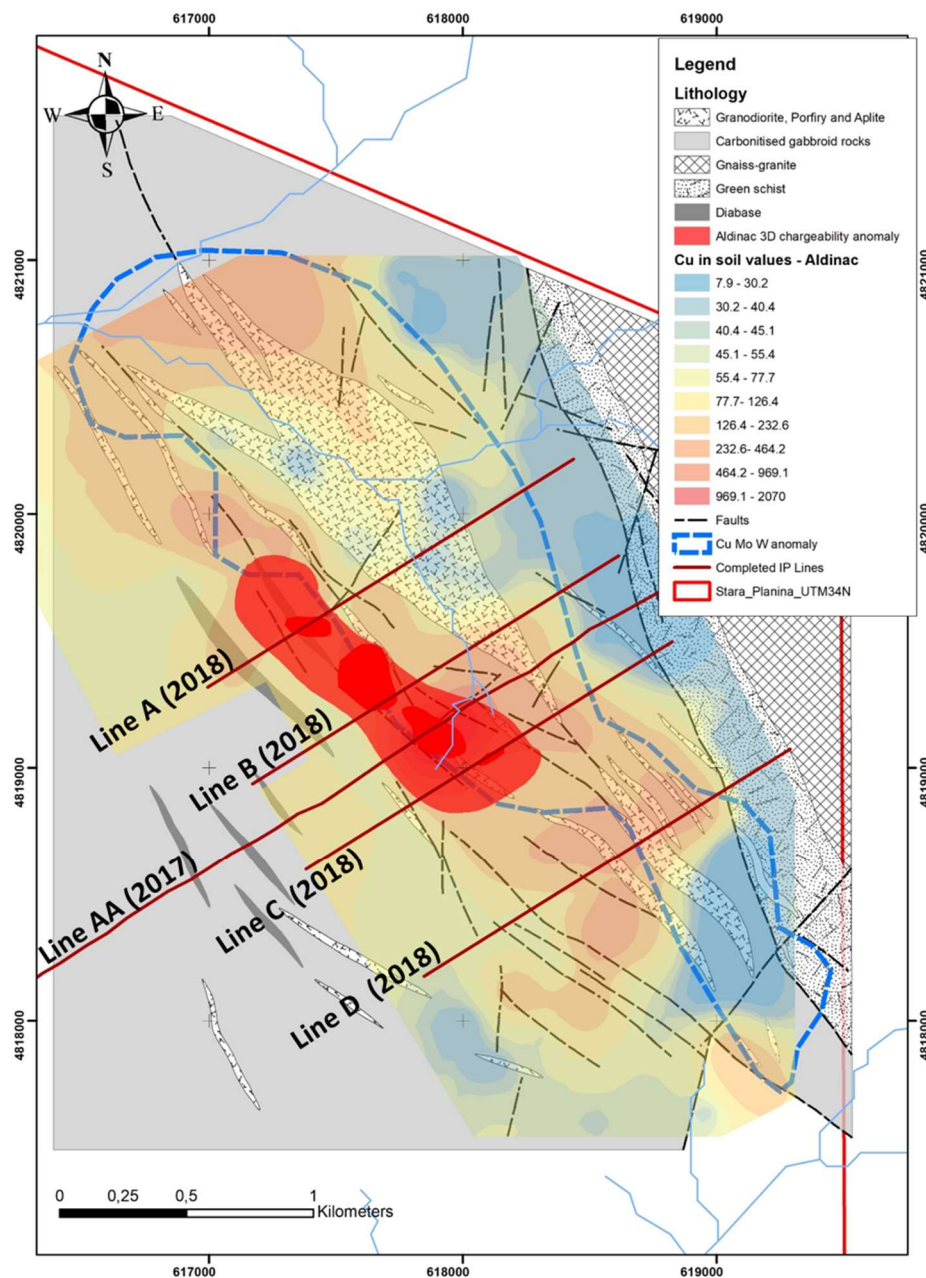 617000
618000
619000
N
W
E
S
Legend
Lithology
Granodiorite, Porfiry and Aplite
Carbonitised gabbroid rocks
Gnaiss-granite
Green schist
Diabase
Aldinac 3D chargeability anomaly
Cu in soil values - Aldinac
7.9 - 30.2
30.2 - 40.4
40.4 - 45.1
45.1 - 55.4
55.4 - 77.7
77.7- 126.4
126.4 - 232.6
232.6- 464.2
464.2 - 969.1
969.1 - 2070
Faults
Cu Mo W anomaly
Completed IP Lines
Stara_Planina_UTM34N
4821000
4821000
4820000
4820000
4819000
4819000
4818000
4818000
Line A (2018)
Line B (2018)
Line AA (2017)
Line C (2018)
Line D (2018)
0 0,25 0,5 1
Kilometers
617000
618000
619000